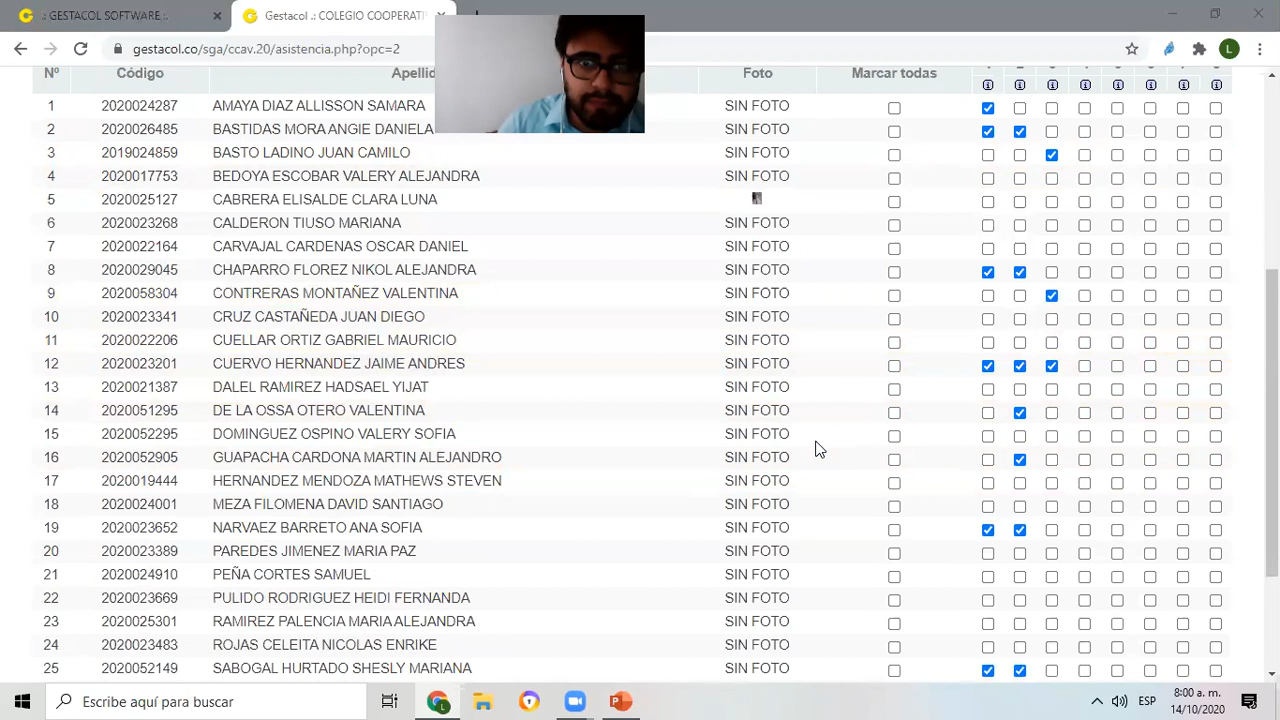 Gestacol SOFTWARE :.
Gestacol .: COLEGIO COOPERATIV
gestacol.co/sga/ccav.20/asistencia.php?opc=2
L
Nº Código Apellid Foto Marcar todas
1 2020024287 AMAYA DIAZ ALLISSON SAMARA SIN FOTO
2 2020026485 BASTIDAS MORA ANGIE DANIELA SIN FOTO
3 2019024859 BASTO LADINO JUAN CAMILO SIN FOTO
4 2020017753 BEDOYA ESCOBAR VALERY ALEJANDRA SIN FOTO
5 2020025127 CABRERA ELISALDE CLARA LUNA
6 2020023268 CALDERON TIUSO MARIANA SIN FOTO
7 2020022164 CARVAJAL CARDENAS OSCAR DANIEL SIN FOTO
8 2020029045 CHAPARRO FLOREZ NIKOL ALEJANDRA SIN FOTO
9 2020058304 CONTRERAS MONTAÑEZ VALENTINA SIN FOTO
10 2020023341 CRUZ CASTAÑEDA JUAN DIEGO SIN FOTO
11 2020022206 CUELLAR ORTIZ GABRIEL MAURICIO SIN FOTO
12 2020023201 CUERVO HERNANDEZ JAIME ANDRES SIN FOTO
13 2020021387 DALEL RAMIREZ HADSAEL YIJAT SIN FOTO
14 2020051295 DE LA OSSA OTERO VALENTINA SIN FOTO
15 2020052295 DOMINGUEZ OSPINO VALERY SOFIA SIN FOTO
16 2020052905 GUAPACHA CARDONA MARTIN ALEJANDRO SIN FOTO
17 2020019444 HERNANDEZ MENDOZA MATHEWS STEVEN SIN FOTO
18 2020024001 MEZA FILOMENA DAVID SANTIAGO SIN FOTO
19 2020023652 NARVAEZ BARRETO ANA SOFIA SIN FOTO
20 2020023389 PAREDES JIMENEZ MARIA PAZ SIN FOTO
21 2020024910 PEÑA CORTES SAMUEL SIN FOTO
22 2020023669 PULIDO RODRIGUEZ HEIDI FERNANDA SIN FOTO
23 2020025301 RAMIREZ PALENCIA MARIA ALEJANDRA SIN FOTO
24 2020023483 ROJAS CELEITA NICOLAS ENRIKE SIN FOTO
25 2020052149 SABOGAL HURTADO SHESLY MARIANA SIN FOTO
Escribe aquí para buscar
ESP
8:00 a. m.
14/10/2020